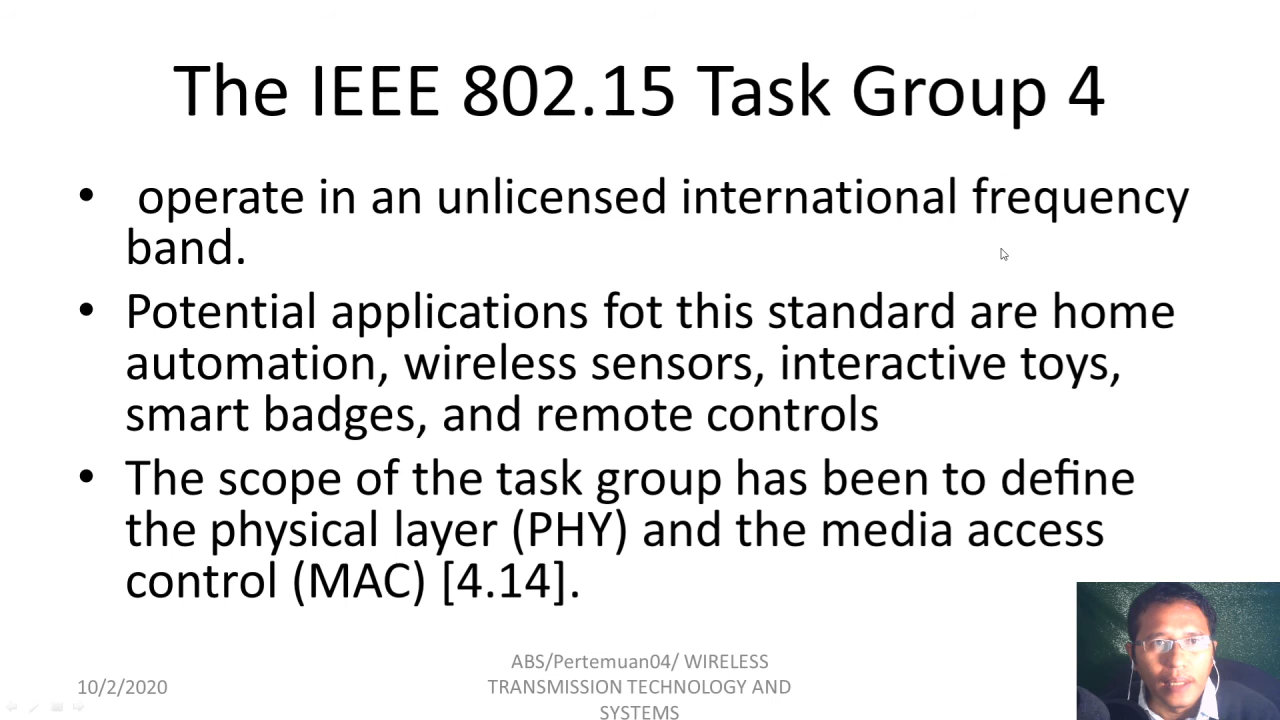 The IEEE 802.15 Task Group 4
• operate in an unlicensed international frequency
band.
• Potential applications fot this standard are home
automation, wireless sensors, interactive toys,
smart badges, and remote controls
• The scope of the task group has been to define
the physical layer (PHY) and the media access
control (MAC) [4.14].
10/2/2020
ABS/Pertemuan04/ WIRELESS
TRANSMISSION TECHNOLOGY AND
SYSTEMS